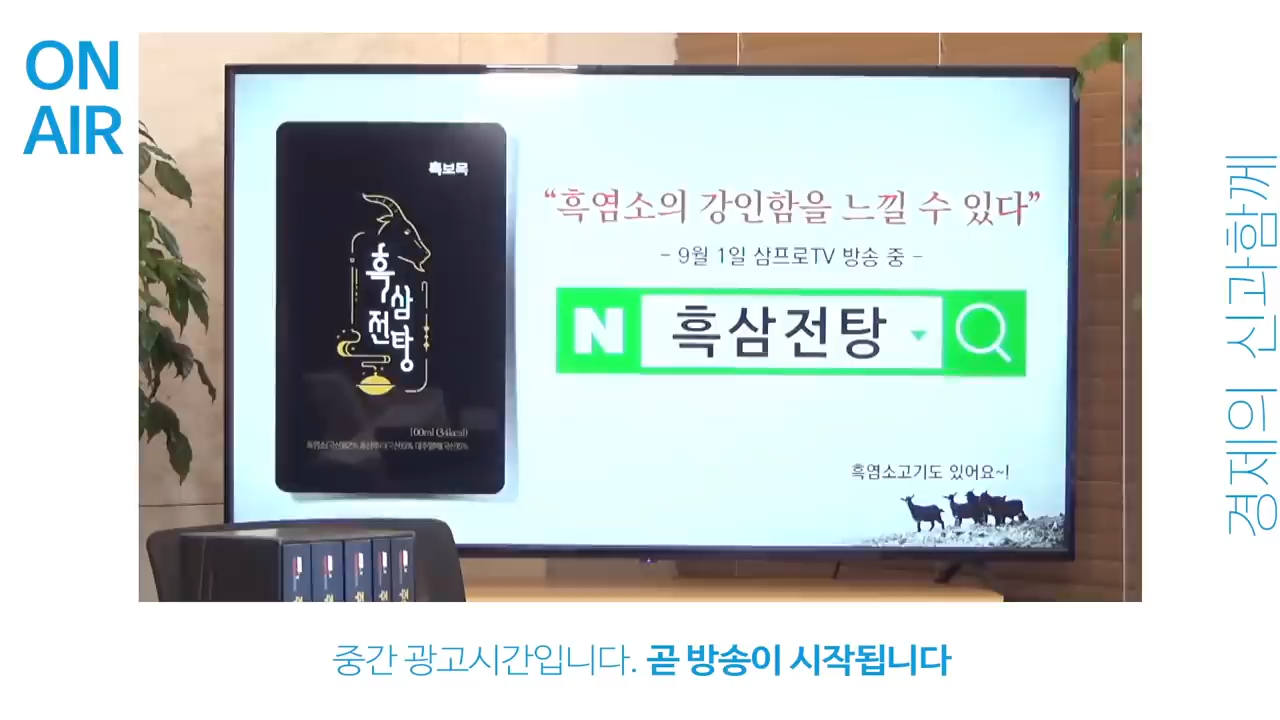 ON
AIR
흑보목
흑삼전탕
100ml (34kcal)
“흑염소의 강인함을 느낄 수 있다”
- 9월 1일 삼프로TV 방송 중 -
N 흑삼전탕
흑염소고기도 있어요~!
경제의 신과함께
중간 광고시간입니다. 곧 방송이 시작됩니다